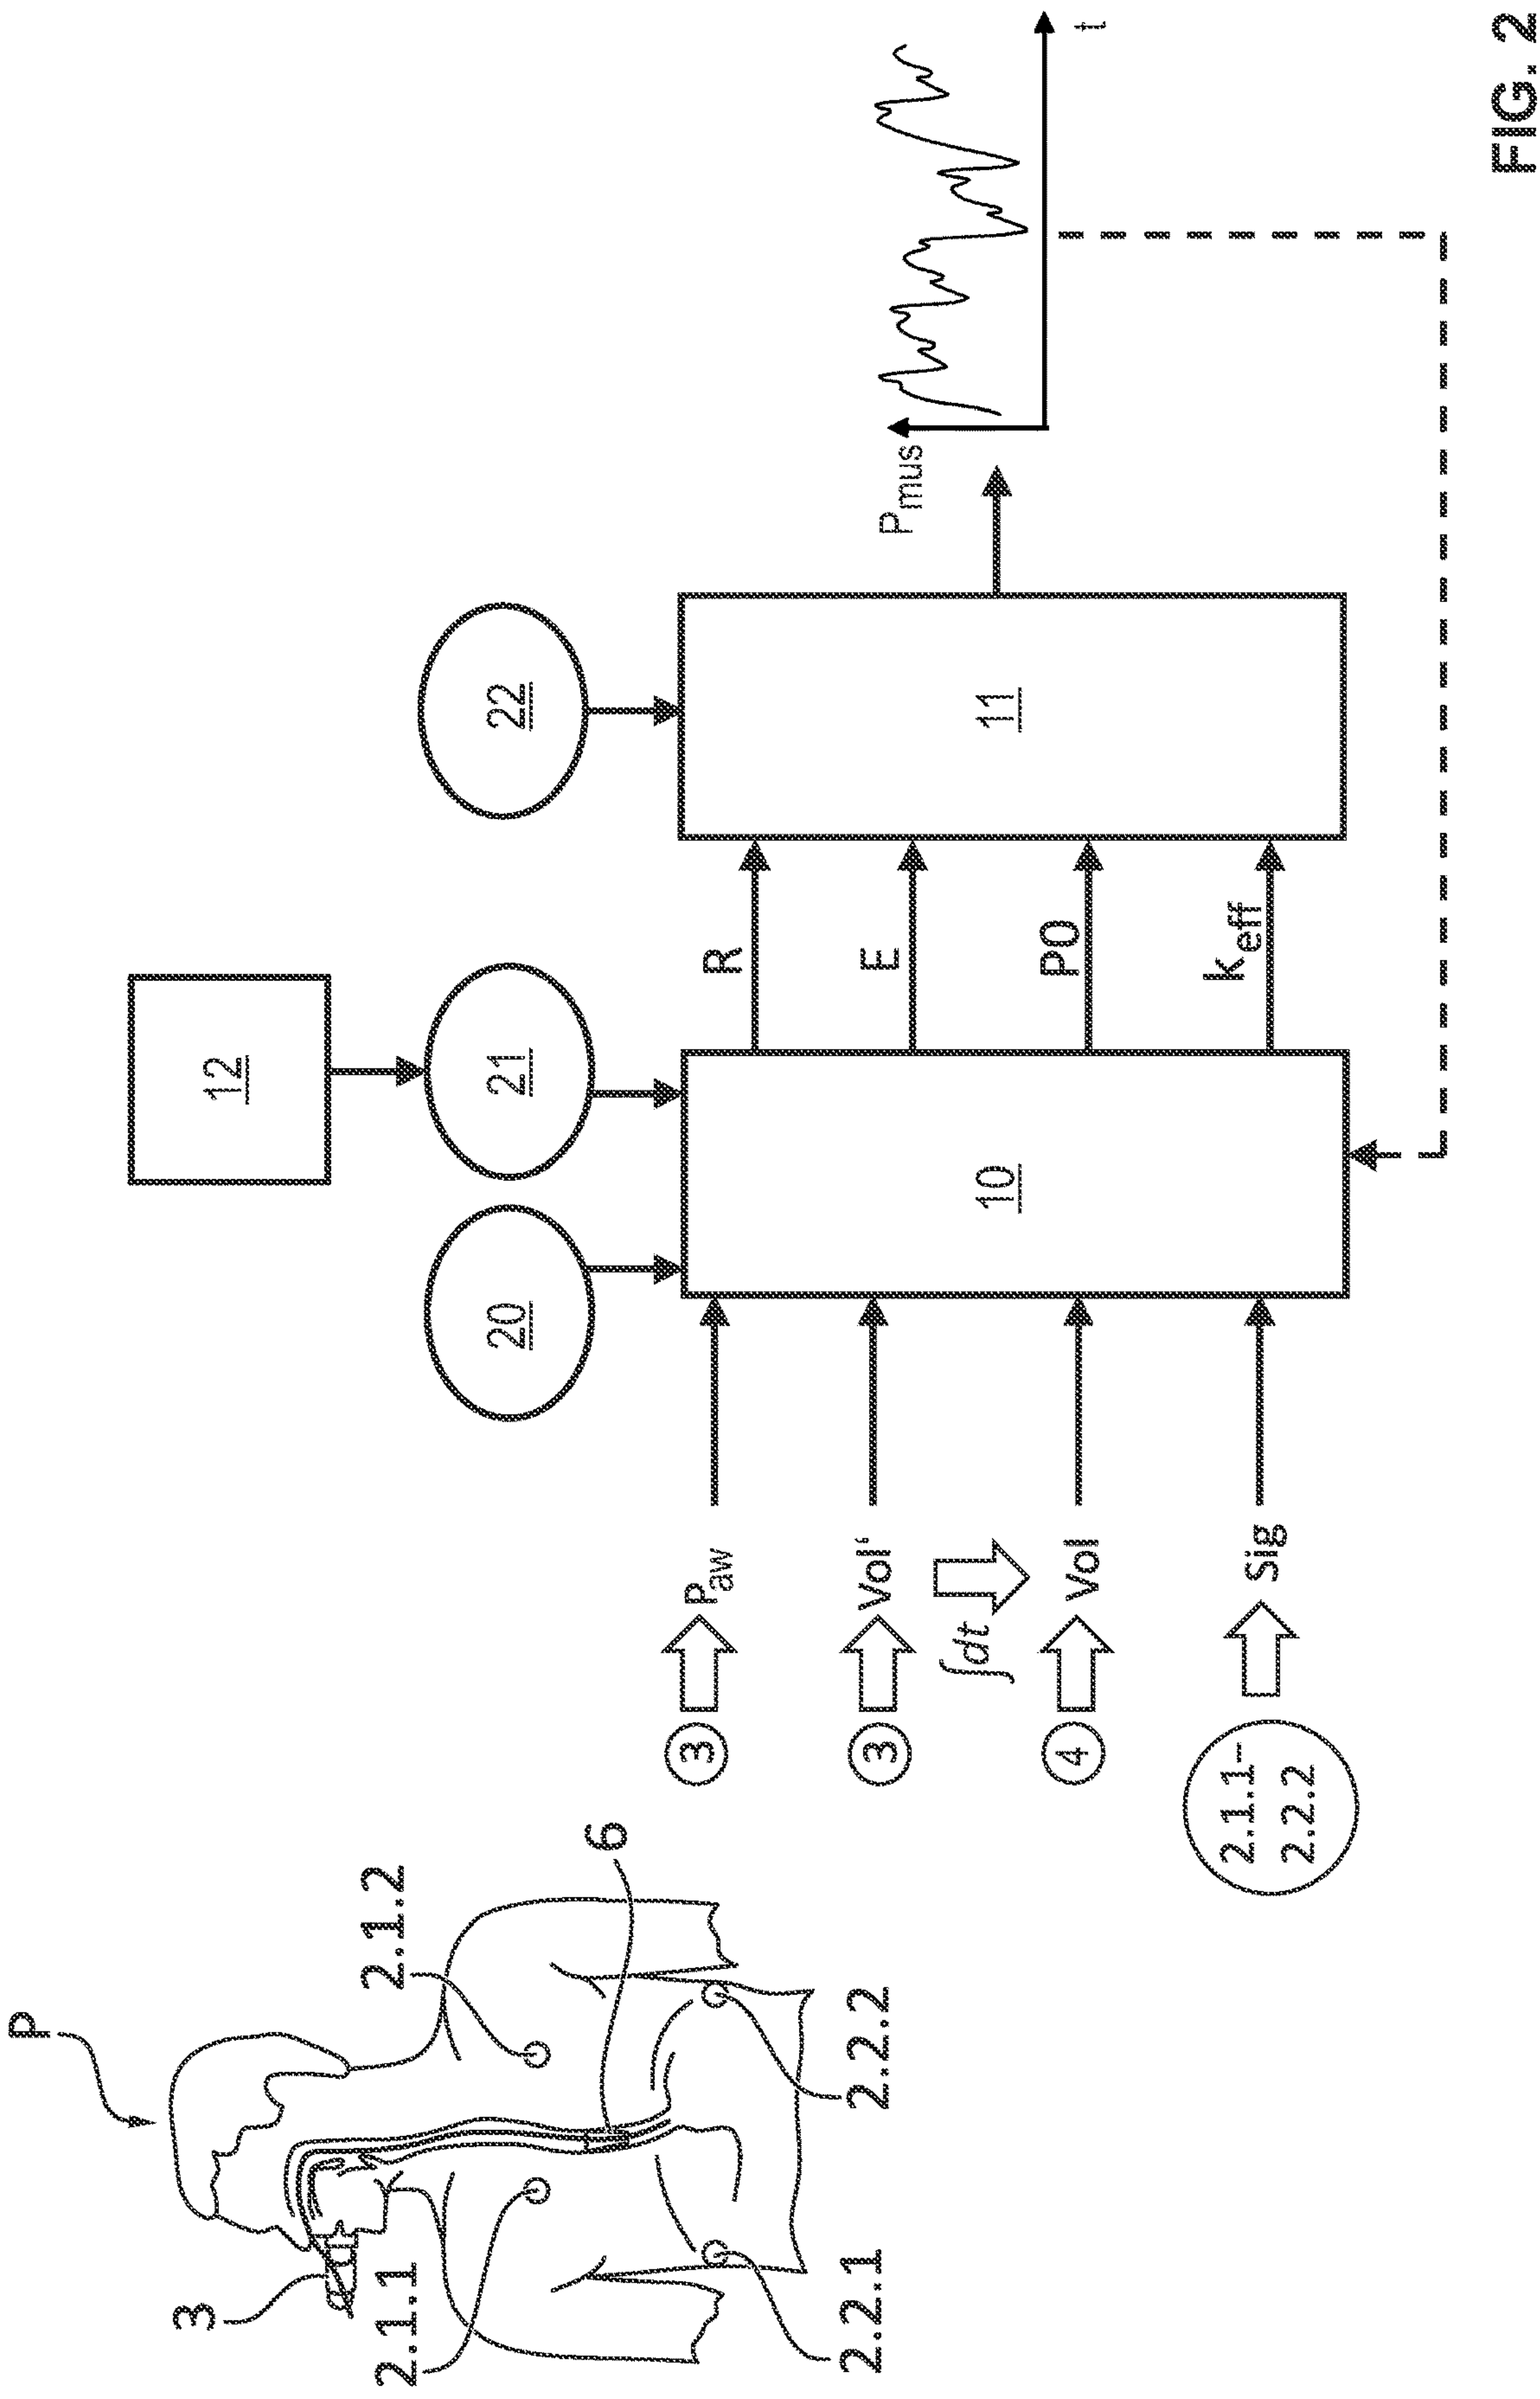 P
3
2.1.1
2.1.2
6
2.2.1
2.2.2
3
Paw
3
Vol'
∫dt
4
Vol
2.1.1–
2.2.2
Sig
20
21
12
10
R
E
P0
keff
22
11
Pmus
t
FIG. 2